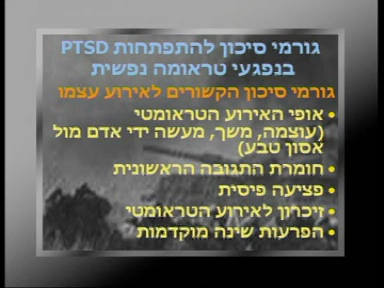 גורמי סיכון להתפתחות PTSD
בנפגעי טראומה נפשית
גורמי סיכון הקשורים לאירוע עצמו
• אופי האירוע הטראומטי
(עוצמה, משך, מעשה ידי אדם מול
אסון טבע)
• חומרת התגובה הראשונית
• פציעה פיסית
• זיכרון לאירוע הטראומטי
• הפרעות שינה מוקדמות